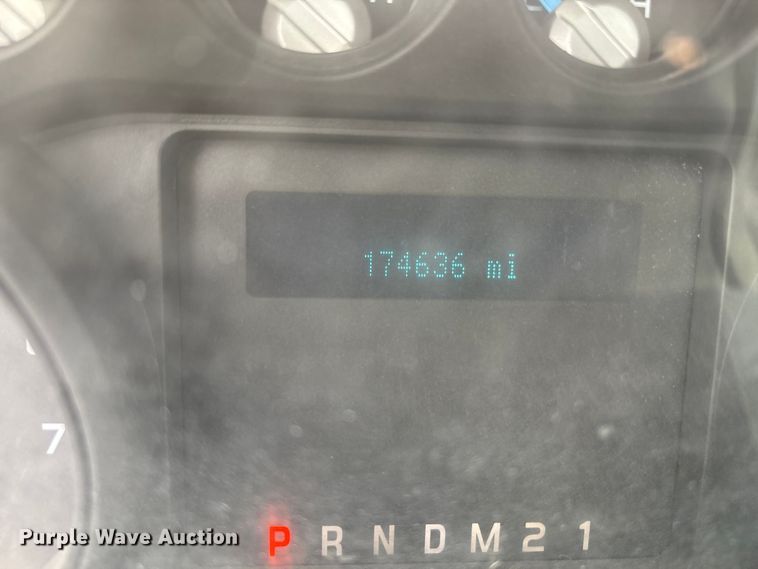 H
174636 mi
7
P R N D M 2 1
Purple Wave Auction